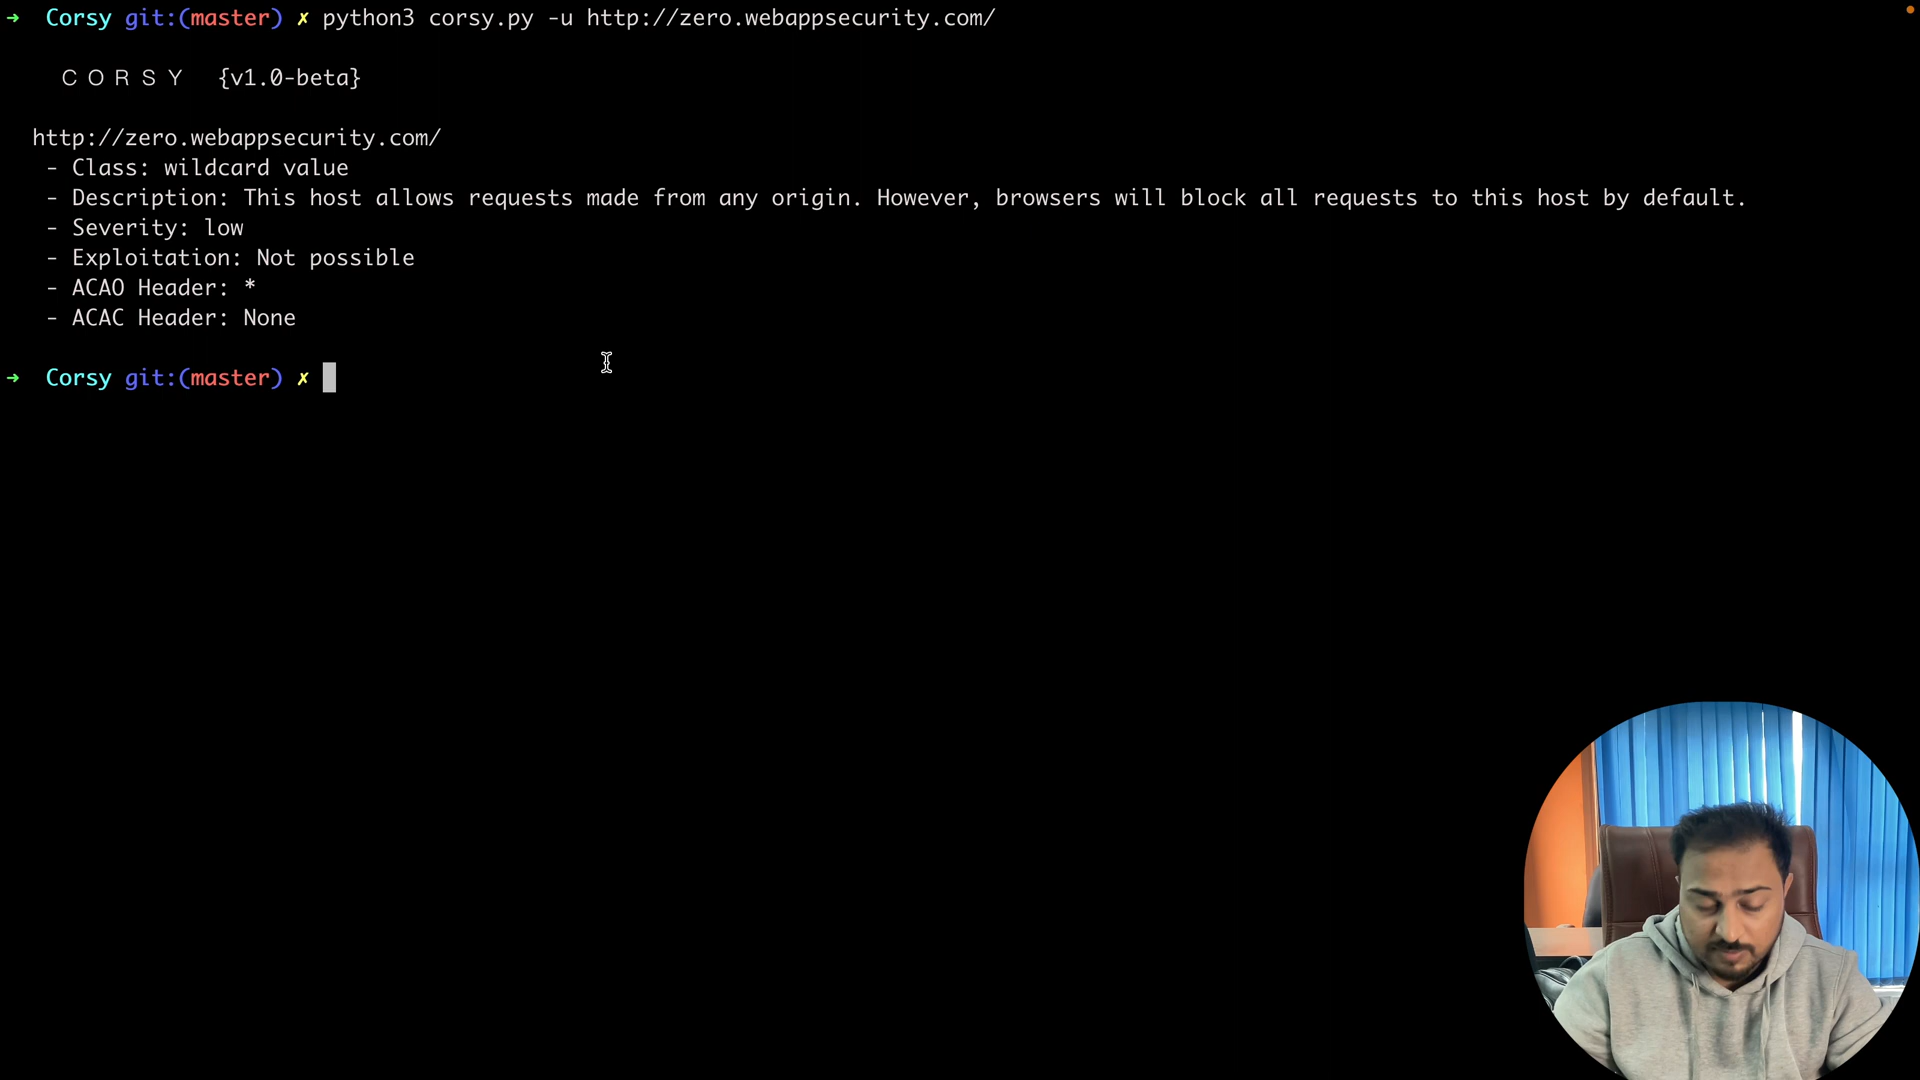 ➜ Corsy git:(master) ✗ python3 corsy.py -u http://zero.webappsecurity.com/
C O R S Y {v1.0-beta}
http://zero.webappsecurity.com/
- Class: wildcard value
- Description: This host allows requests made from any origin. However, browsers will block all requests to this host by default.
- Severity: low
- Exploitation: Not possible
- ACAO Header: *
- ACAC Header: None
➜ Corsy git:(master) ✗